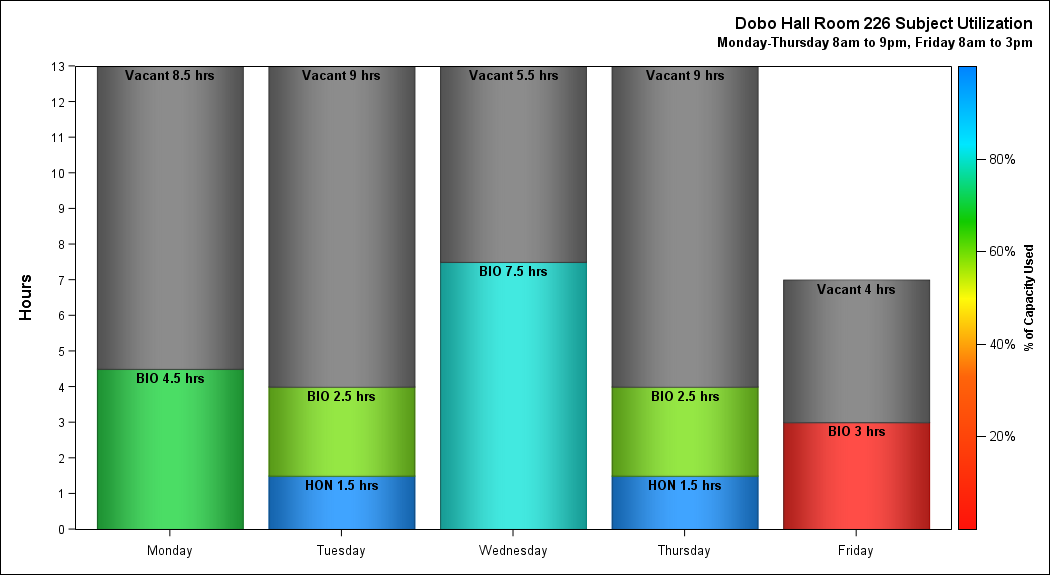 Dobo Hall Room 226 Subject Utilization
Monday-Thursday 8am to 9pm, Friday 8am to 3pm
Hours
13
12
11
10
9
8
7
6
5
4
3
2
1
0
Vacant 8.5 hrs
BIO 4.5 hrs
Vacant 9 hrs
BIO 2.5 hrs
HON 1.5 hrs
Vacant 5.5 hrs
BIO 7.5 hrs
Vacant 9 hrs
BIO 2.5 hrs
HON 1.5 hrs
Vacant 4 hrs
BIO 3 hrs
Monday
Tuesday
Wednesday
Thursday
Friday
80%
60%
40%
20%
% of Capacity Used